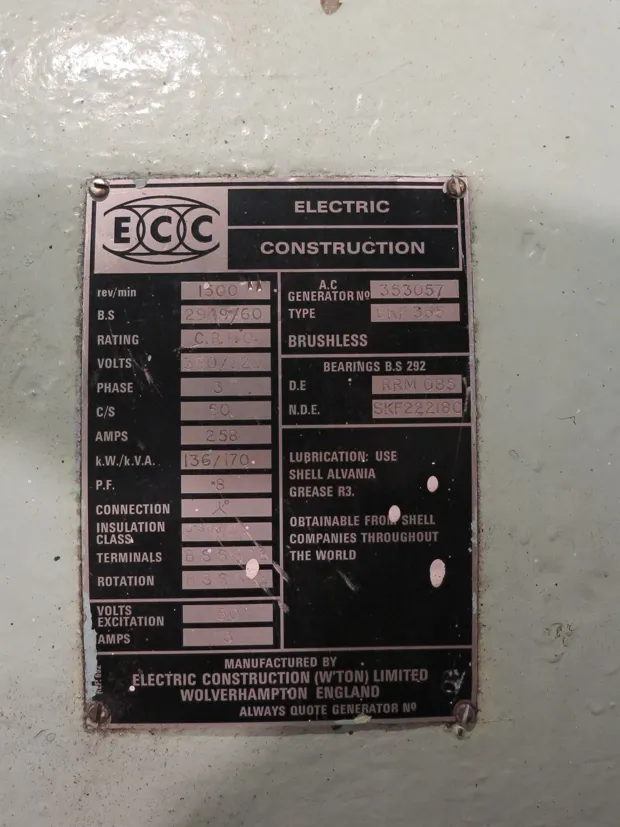 ECC
ELECTRIC
CONSTRUCTION
rev/min 1500
B.S 2949/60
RATING
VOLTS
PHASE 3
C/S 50
AMPS 258
k.W./k.V.A. 136/170
P.F. ·8
CONNECTION
INSULATION
CLASS
TERMINALS
ROTATION
VOLTS
EXCITATION
AMPS
A.C
GENERATOR Nº 353057
TYPE
BRUSHLESS
BEARINGS B.S 292
D.E RRM 085
N.D.E. SKF22218C
LUBRICATION: USE
SHELL ALVANIA
GREASE R3.
OBTAINABLE FROM SHELL
COMPANIES THROUGHOUT
THE WORLD
MANUFACTURED BY
ELECTRIC CONSTRUCTION (W'TON) LIMITED
WOLVERHAMPTON ENGLAND
ALWAYS QUOTE GENERATOR Nº